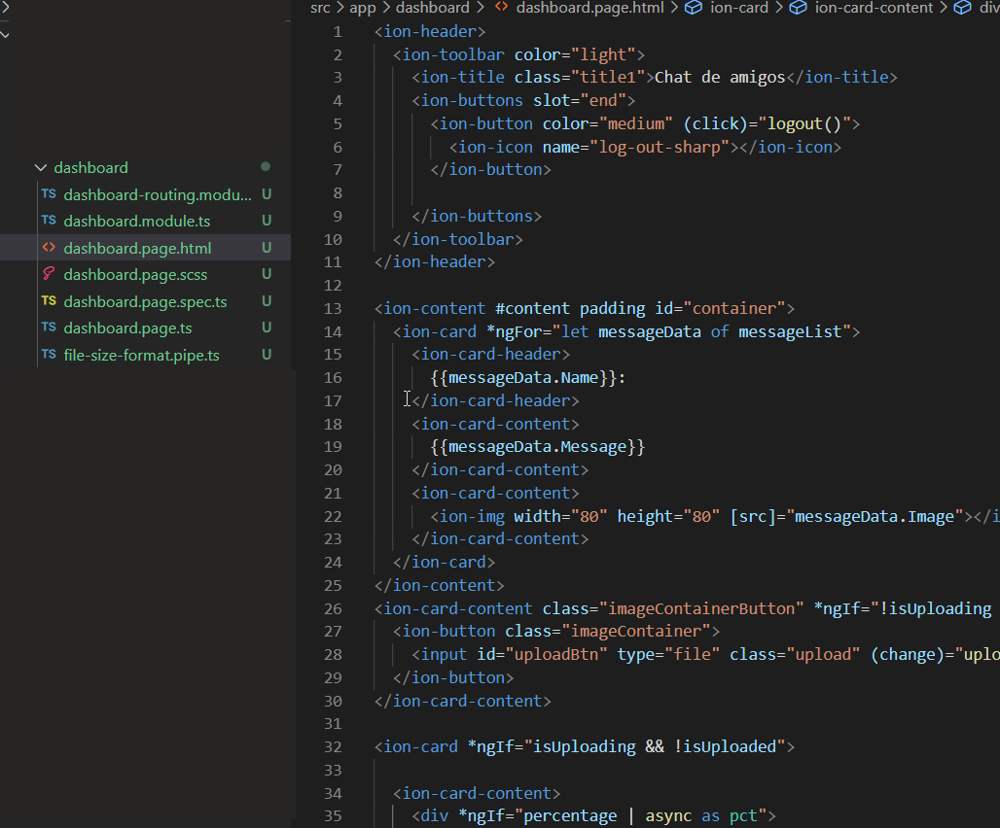 src > app > dashboard > <> dashboard.page.html > ion-card > ion-card-content > div
dashboard
TS dashboard-routing.modu... U
TS dashboard.module.ts U
<> dashboard.page.html U
dashboard.page.scss U
TS dashboard.page.spec.ts U
TS dashboard.page.ts U
TS file-size-format.pipe.ts U
1 <ion-header>
2 <ion-toolbar color="light">
3 <ion-title class="title1">Chat de amigos</ion-title>
4 <ion-buttons slot="end">
5 <ion-button color="medium" (click)="logout()">
6 <ion-icon name="log-out-sharp"></ion-icon>
7 </ion-button>
8
9 </ion-buttons>
10 </ion-toolbar>
11 </ion-header>
12
13 <ion-content #content padding id="container">
14 <ion-card *ngFor="let messageData of messageList">
15 <ion-card-header>
16 {{messageData.Name}}:
17 </ion-card-header>
18 <ion-card-content>
19 {{messageData.Message}}
20 </ion-card-content>
21 <ion-card-content>
22 <ion-img width="80" height="80" [src]="messageData.Image"></i
23 </ion-card-content>
24 </ion-card>
25 </ion-content>
26 <ion-card-content class="imageContainerButton" *ngIf="!isUploading
27 <ion-button class="imageContainer">
28 <input id="uploadBtn" type="file" class="upload" (change)="uplo
29 </ion-button>
30 </ion-card-content>
31
32 <ion-card *ngIf="isUploading && !isUploaded">
33
34 <ion-card-content>
35 <div *ngIf="percentage | async as pct">